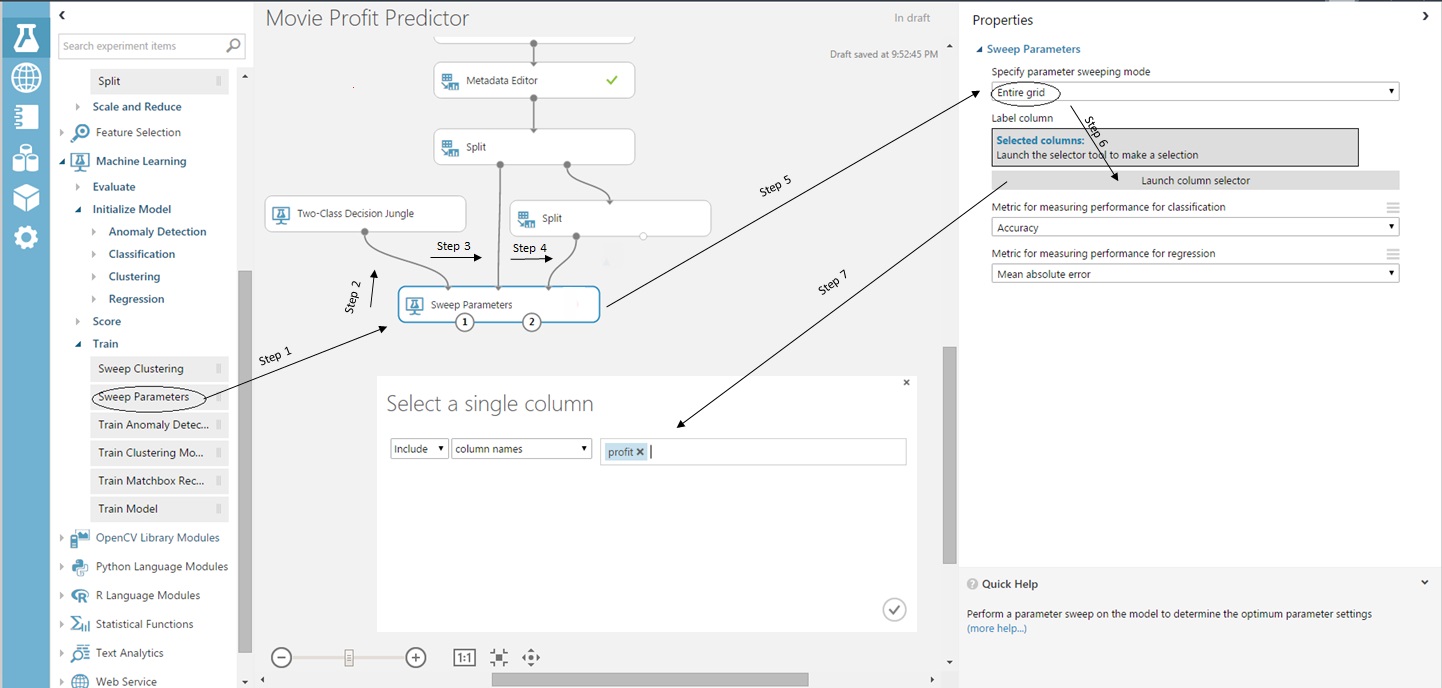 Search experiment items
Split
Scale and Reduce
Feature Selection
Machine Learning
Evaluate
Initialize Model
Anomaly Detection
Classification
Clustering
Regression
Score
Train
Sweep Clustering
Sweep Parameters
Train Anomaly Detec...
Train Clustering Mo...
Train Matchbox Rec...
Train Model
OpenCV Library Modules
Python Language Modules
R Language Modules
Statistical Functions
Text Analytics
Web Service
Movie Profit Predictor
In draft
Draft saved at 9:52:45 PM
Metadata Editor
Split
Two-Class Decision Jungle
Split
Step 3
Step 4
Step 2
Sweep Parameters
1
2
Step 1
Step 5
Step 6
Step 7
Select a single column
Include
column names
profit
1:1
Properties
Sweep Parameters
Specify parameter sweeping mode
Entire grid
Label column
Selected columns:
Launch the selector tool to make a selection
Launch column selector
Metric for measuring performance for classification
Accuracy
Metric for measuring performance for regression
Mean absolute error
Quick Help
Perform a parameter sweep on the model to determine the optimum parameter settings
(more help...)